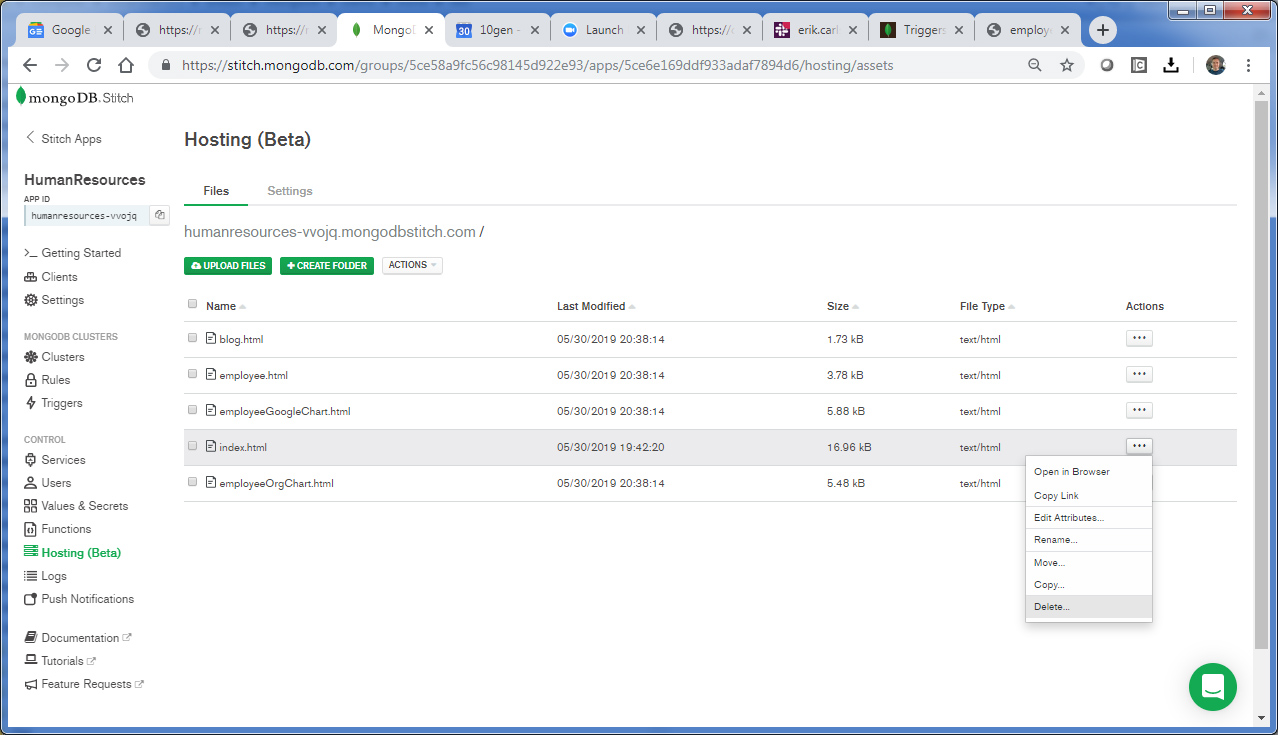 Google
https://r
https://r
Mongol
10gen -
Launch
https://c
erik.carl
Triggers
employ
https://stitch.mongodb.com/groups/5ce58a9fc56c98145d922e93/apps/5ce6e169ddf933adaf7894d6/hosting/assets
mongoDB.Stitch
Stitch Apps
HumanResources
APP ID
humanresources-vvojq
>_ Getting Started
Clients
Settings
MONGODB CLUSTERS
Clusters
Rules
Triggers
CONTROL
Services
Users
Values & Secrets
Functions
Hosting (Beta)
Logs
Push Notifications
Documentation
Tutorials
Feature Requests
Hosting (Beta)
Files Settings
humanresources-vvojq.mongodbstitch.com /
UPLOAD FILES + CREATE FOLDER ACTIONS
Name Last Modified Size File Type Actions
blog.html 05/30/2019 20:38:14 1.73 kB text/html •••
employee.html 05/30/2019 20:38:14 3.78 kB text/html •••
employeeGoogleChart.html 05/30/2019 20:38:14 5.88 kB text/html •••
index.html 05/30/2019 19:42:20 16.96 kB text/html •••
employeeOrgChart.html 05/30/2019 20:38:14 5.48 kB text/html
Open in Browser
Copy Link
Edit Attributes...
Rename...
Move...
Copy...
Delete...